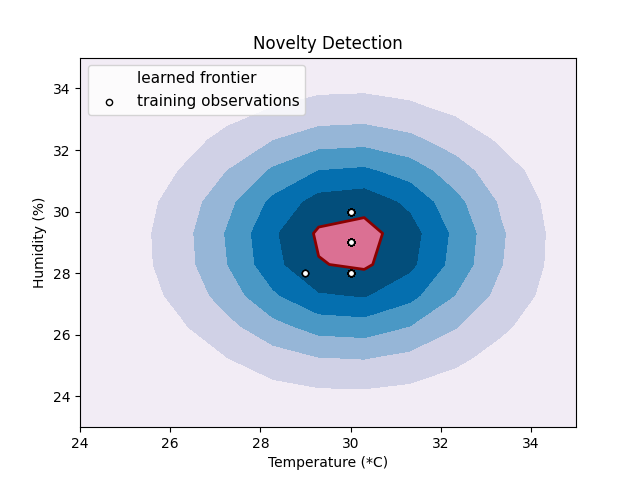 Novelty Detection
learned frontier
training observations
Humidity (%)
34
32
30
28
26
24
24 26 28 30 32 34
Temperature (*C)